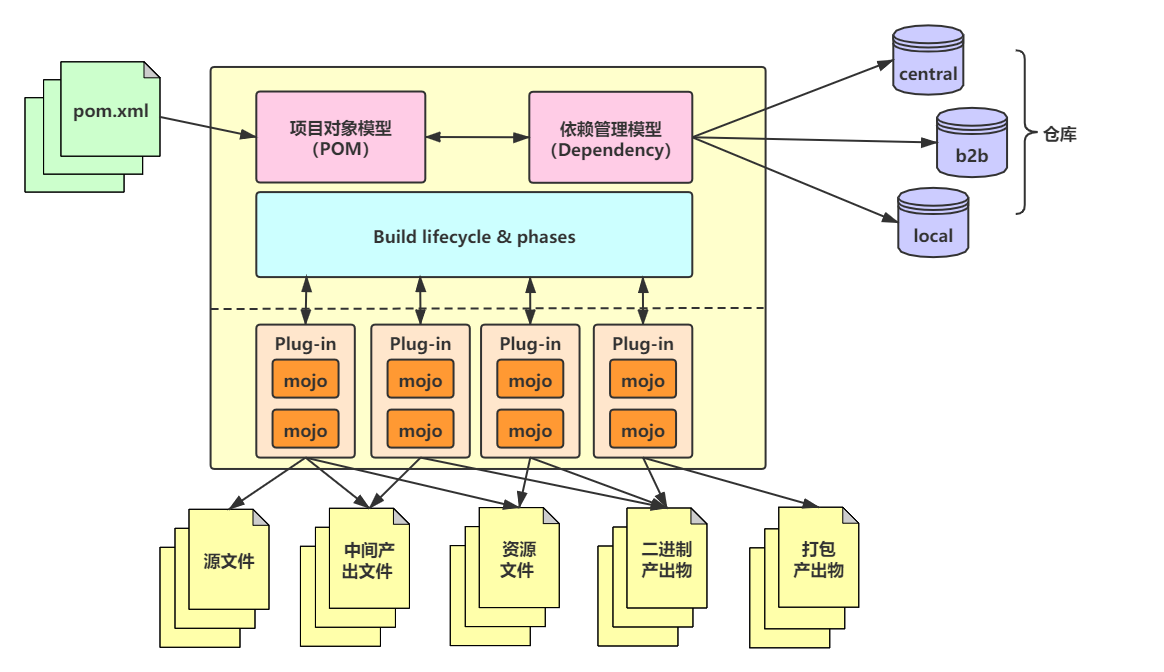 pom.xml
项目对象模型
（POM）
依赖管理模型
（Dependency）
central
b2b
local
仓库
Build lifecycle & phases
Plug-in
mojo
mojo
Plug-in
mojo
mojo
Plug-in
mojo
mojo
Plug-in
mojo
mojo
源文件
中间产
出文件
资源
文件
二进制
产出物
打包
产出物